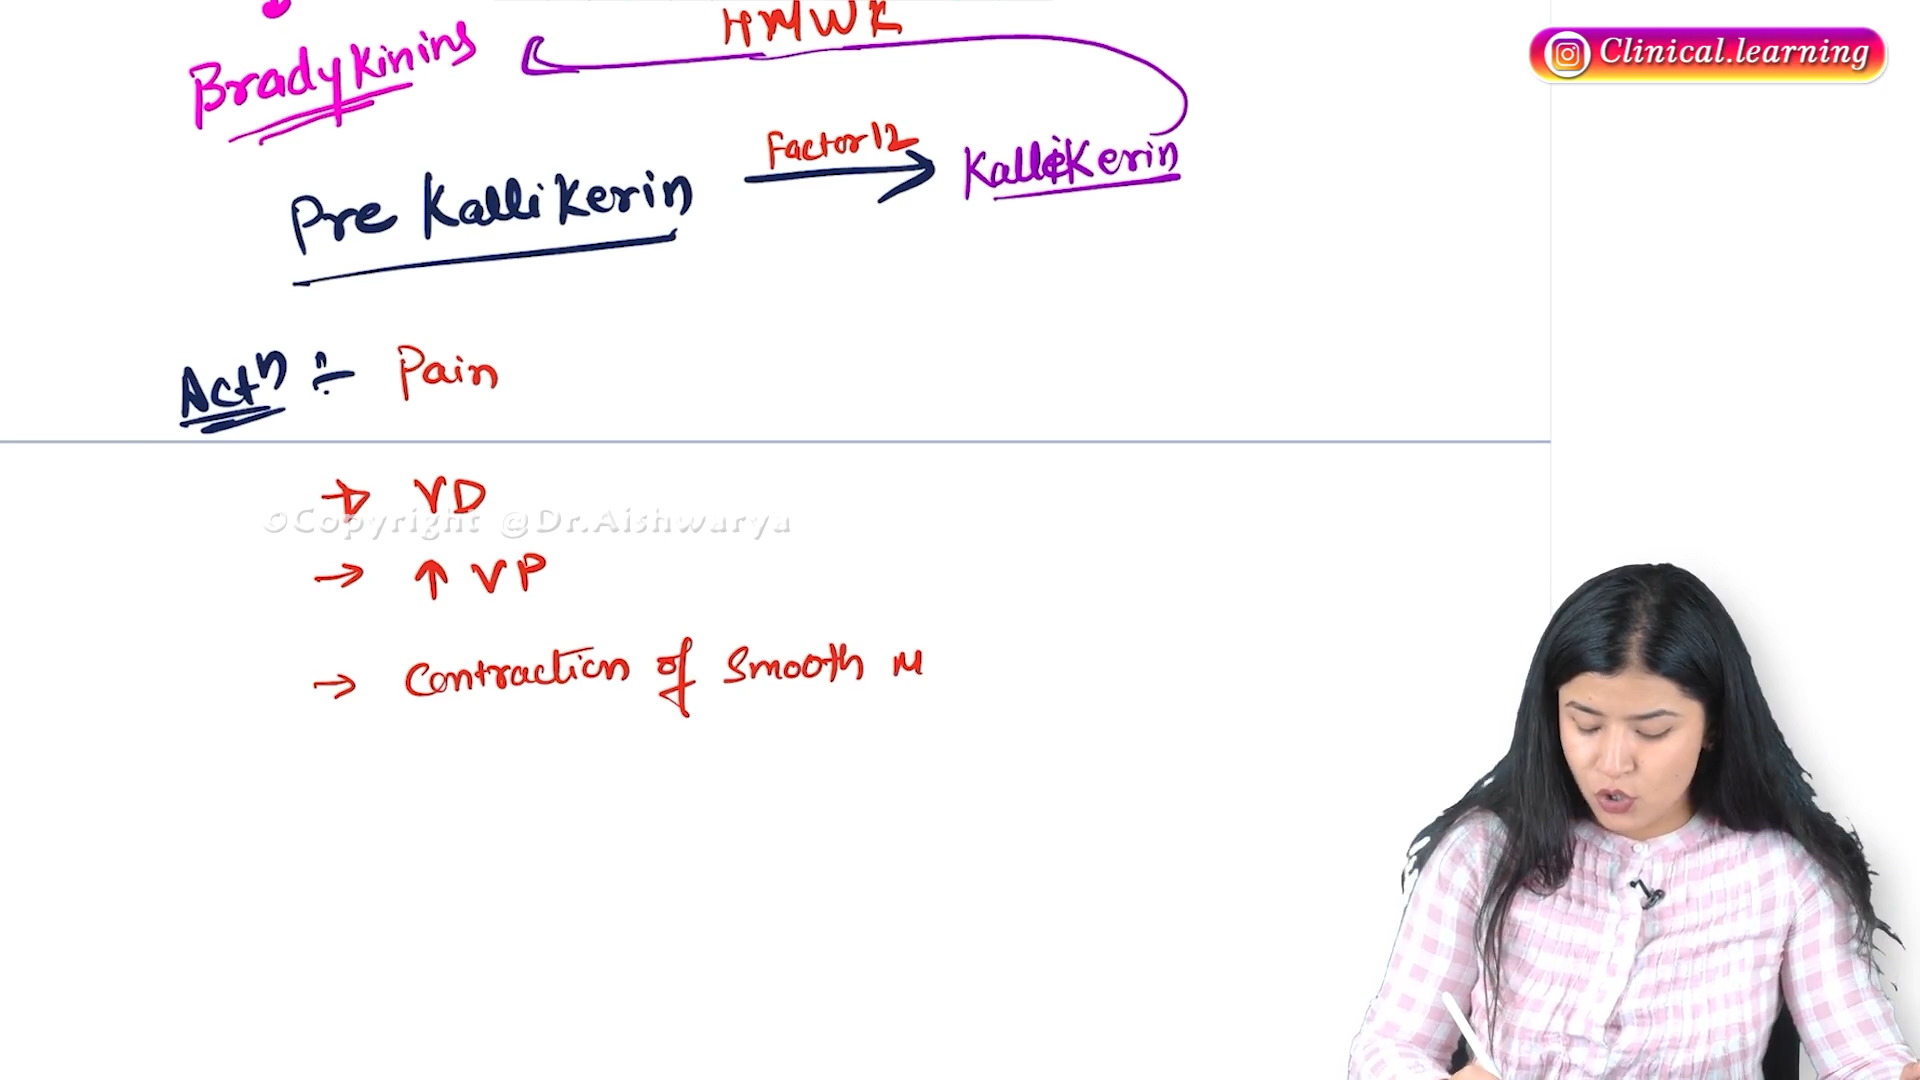 HMWK
Clinical.learning
Bradykinins
Factor 12
Kallikerin
Pre Kallikerin
Actⁿ :- Pain
→ VD
©Copyright @Dr.Aishwarya
→ ↑ VP
→ Contraction of Smooth M